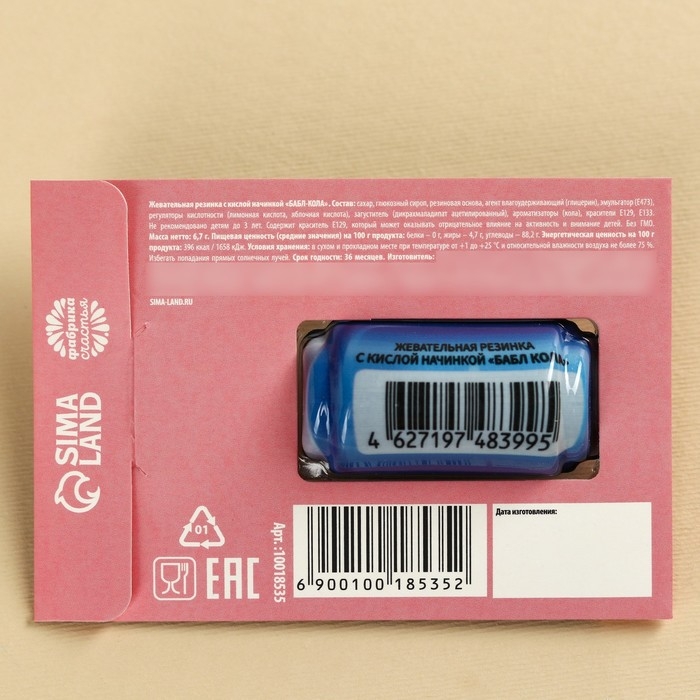 Жевательная резинка с кислой начинкой «БАБЛ-КОЛА». Состав: сахар, глюкозный сироп, резиновая основа, агент влагоудерживающий (глицерин), эмульгатор (Е473),
регуляторы кислотности (лимонная кислота, яблочная кислота), загуститель (дикрахмаладипат ацетилированный), ароматизаторы (кола), красители Е129, Е133.
Не рекомендовано детям до 3 лет. Содержит краситель Е129, который может оказывать отрицательное влияние на активность и внимание детей. Без ГМО.
Масса нетто: 6,7 г. Пищевая ценность (средние значения) на 100 г продукта: белки – 0 г, жиры – 4,7 г, углеводы – 88,2 г. Энергетическая ценность на 100 г
продукта: 396 ккал / 1658 кДж. Условия хранения: в сухом и прохладном месте при температуре от +1 до +25 °С и относительной влажности воздуха не более 75 %.
Избегать попадания прямых солнечных лучей. Срок годности: 36 месяцев. Изготовитель:
SIMA-LAND.RU
фабрика
счастья
SIMA
LAND
ЖЕВАТЕЛЬНАЯ РЕЗИНКА
С КИСЛОЙ НАЧИНКОЙ «БАБЛ КОЛА»
4 627197 483995
01
EAC
Арт.:10018535
6 900100 185352
Дата изготовления: